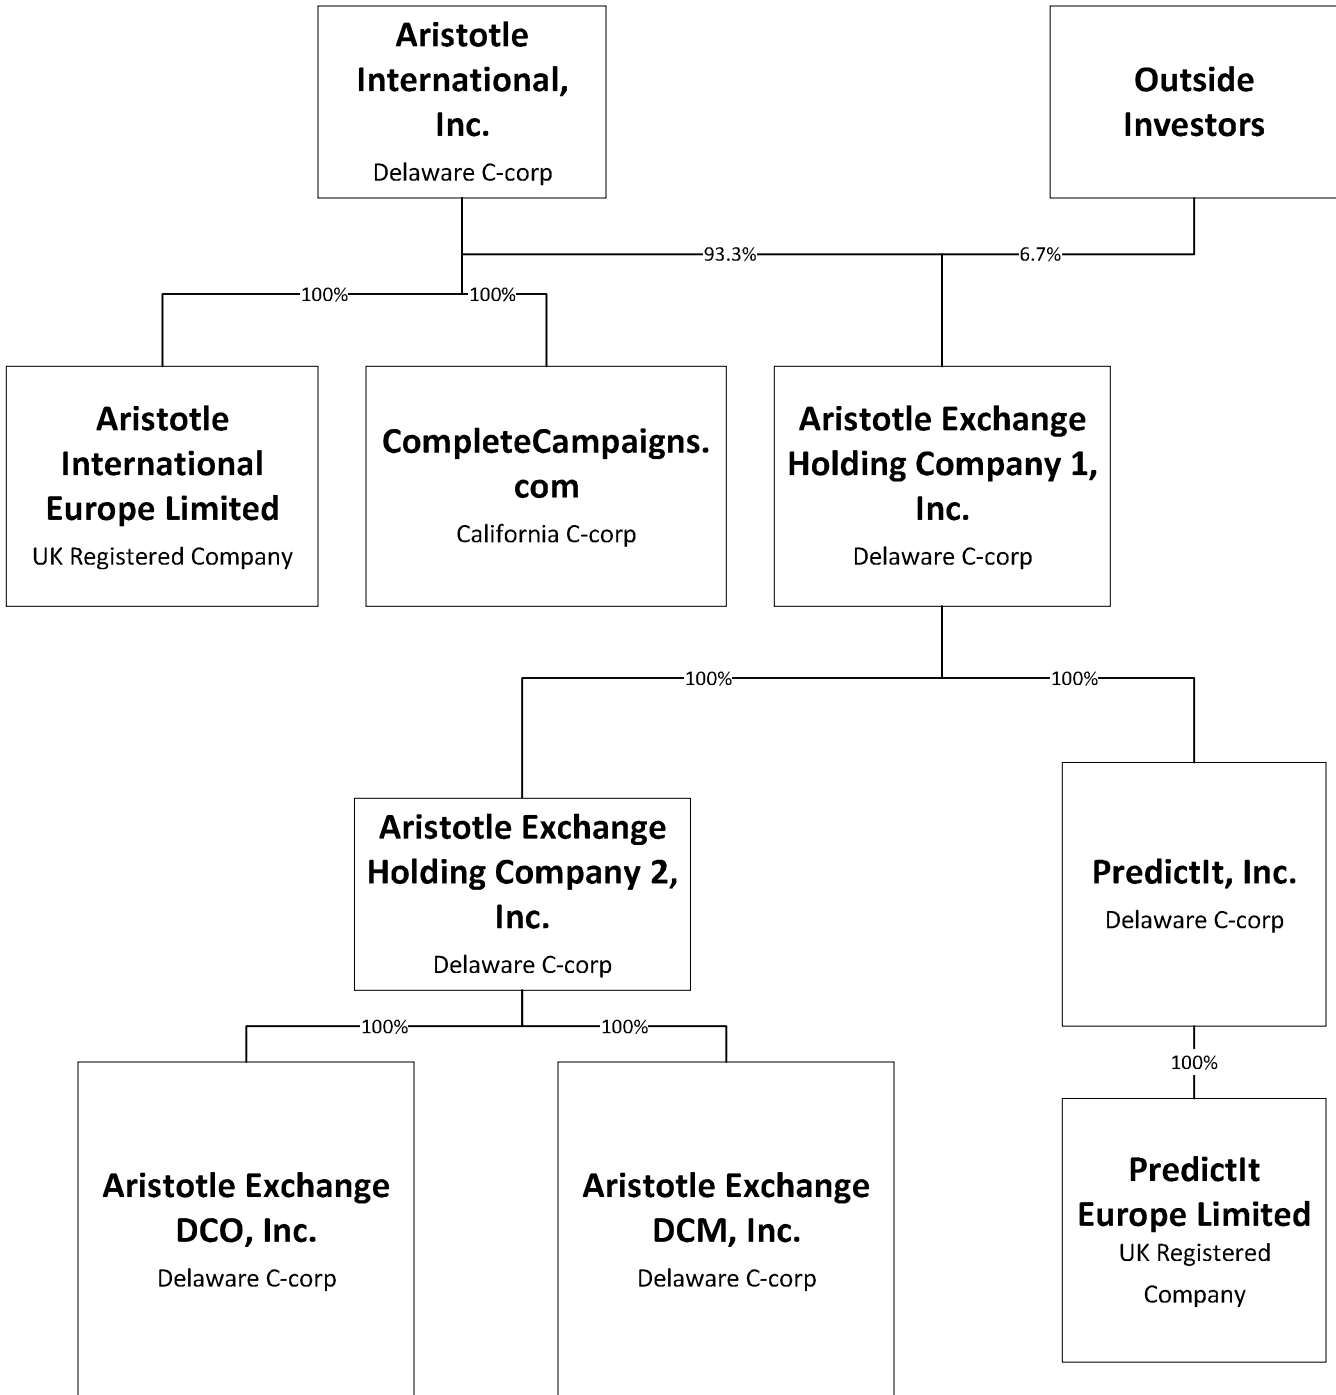 Aristotle
International,
Inc.
Delaware C-corp
Outside
Investors
93.3%
6.7%
100%
100%
Aristotle
International
Europe Limited
UK Registered Company
CompleteCampaigns.
com
California C-corp
Aristotle Exchange
Holding Company 1,
Inc.
Delaware C-corp
100%
100%
Aristotle Exchange
Holding Company 2,
Inc.
Delaware C-corp
PredictIt, Inc.
Delaware C-corp
100%
100%
100%
Aristotle Exchange
DCO, Inc.
Delaware C-corp
Aristotle Exchange
DCM, Inc.
Delaware C-corp
PredictIt
Europe Limited
UK Registered
Company